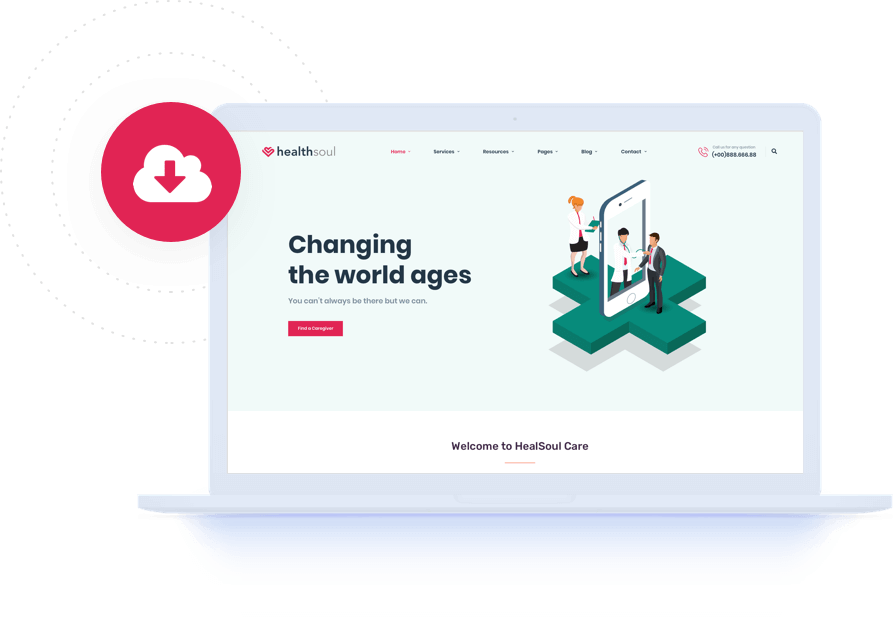 healthsoul
Home
Services
Resources
Pages
Blog
Contact
Call us for any question
(+00)888.666.88
Changing
the world ages
You can't always be there but we can.
Find a Caregiver
Welcome to HealSoul Care